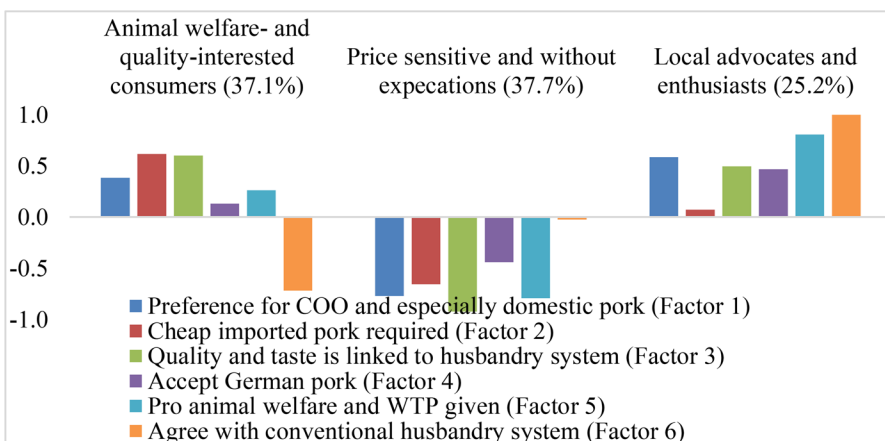 Animal welfare- and
quality-interested
consumers (37.1%)
Price sensitive and without
expecations (37.7%)
Local advocates and
enthusiasts (25.2%)
1.0
0.5
0.0
-0.5
-1.0
Preference for COO and especially domestic pork (Factor 1)
Cheap imported pork required (Factor 2)
Quality and taste is linked to husbandry system (Factor 3)
Accept German pork (Factor 4)
Pro animal welfare and WTP given (Factor 5)
Agree with conventional husbandry system (Factor 6)